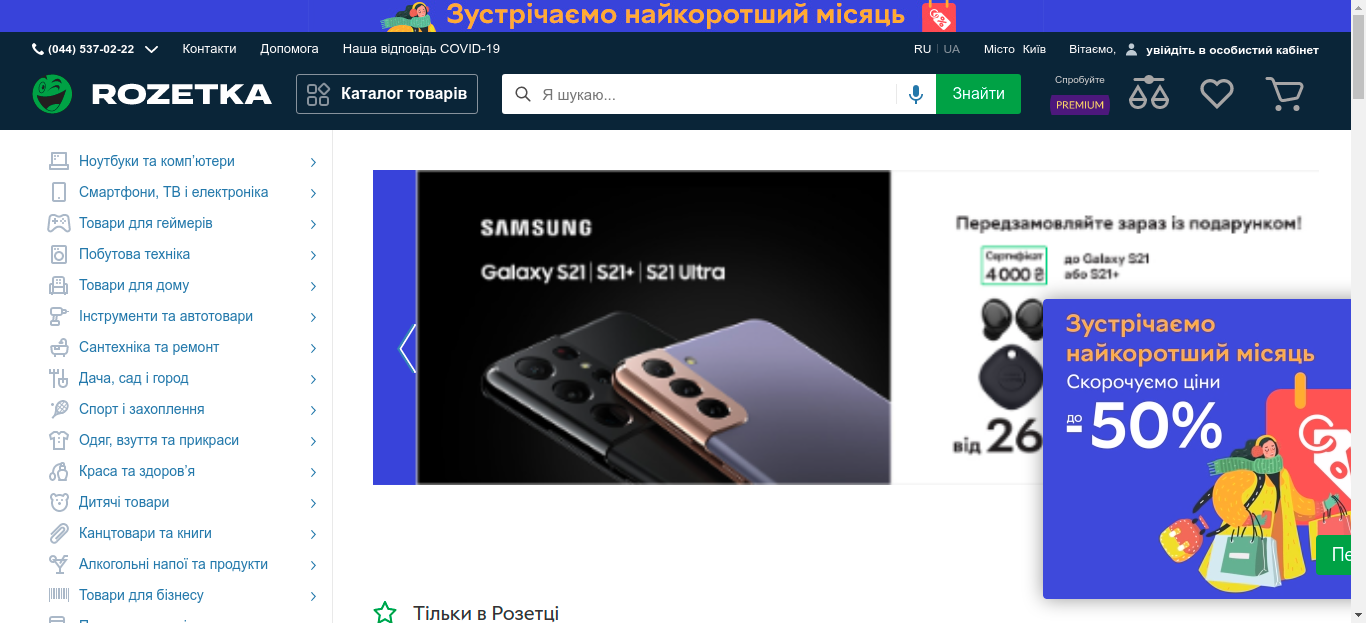 Зустрічаємо найкоротший місяць
(044) 537-02-22 Контакти Допомога Наша відповідь COVID-19 RU | UA Місто Київ Вітаємо, увійдіть в особистий кабінет
ROZETKA Каталог товарів Я шукаю... Знайти Спробуйте
PREMIUM
Ноутбуки та комп'ютери
Смартфони, ТВ і електроніка
Товари для геймерів
Побутова техніка
Товари для дому
Інструменти та автотовари
Сантехніка та ремонт
Дача, сад і город
Спорт і захоплення
Одяг, взуття та прикраси
Краса та здоров'я
Дитячі товари
Канцтовари та книги
Алкогольні напої та продукти
Товари для бізнесу
SAMSUNG
Galaxy S21 | S21+ | S21 Ultra
Передзамовляйте зараз із подарунком!
Сертифікат
4 000 ₴
до Galaxy S21
або S21+
від 26
Зустрічаємо
найкоротший місяць
Скорочуємо ціни
до
-50%
Пе
Тільки в Розетці